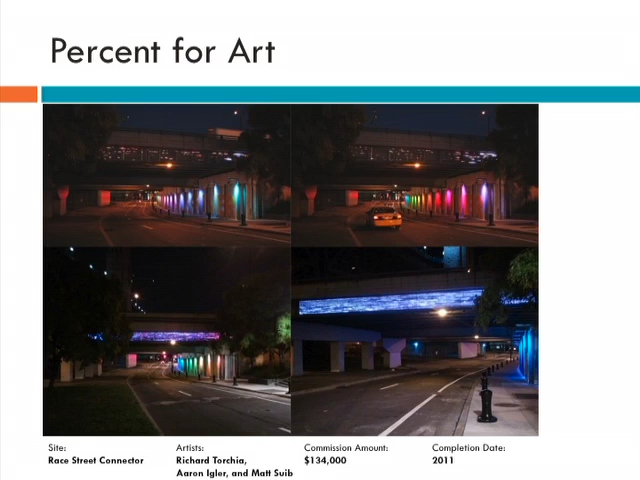 Percent for Art
Site:
Race Street Connector
Artists:
Richard Torchia,
Aaron Igler, and Matt Suib
Commission Amount:
$134,000
Completion Date:
2011